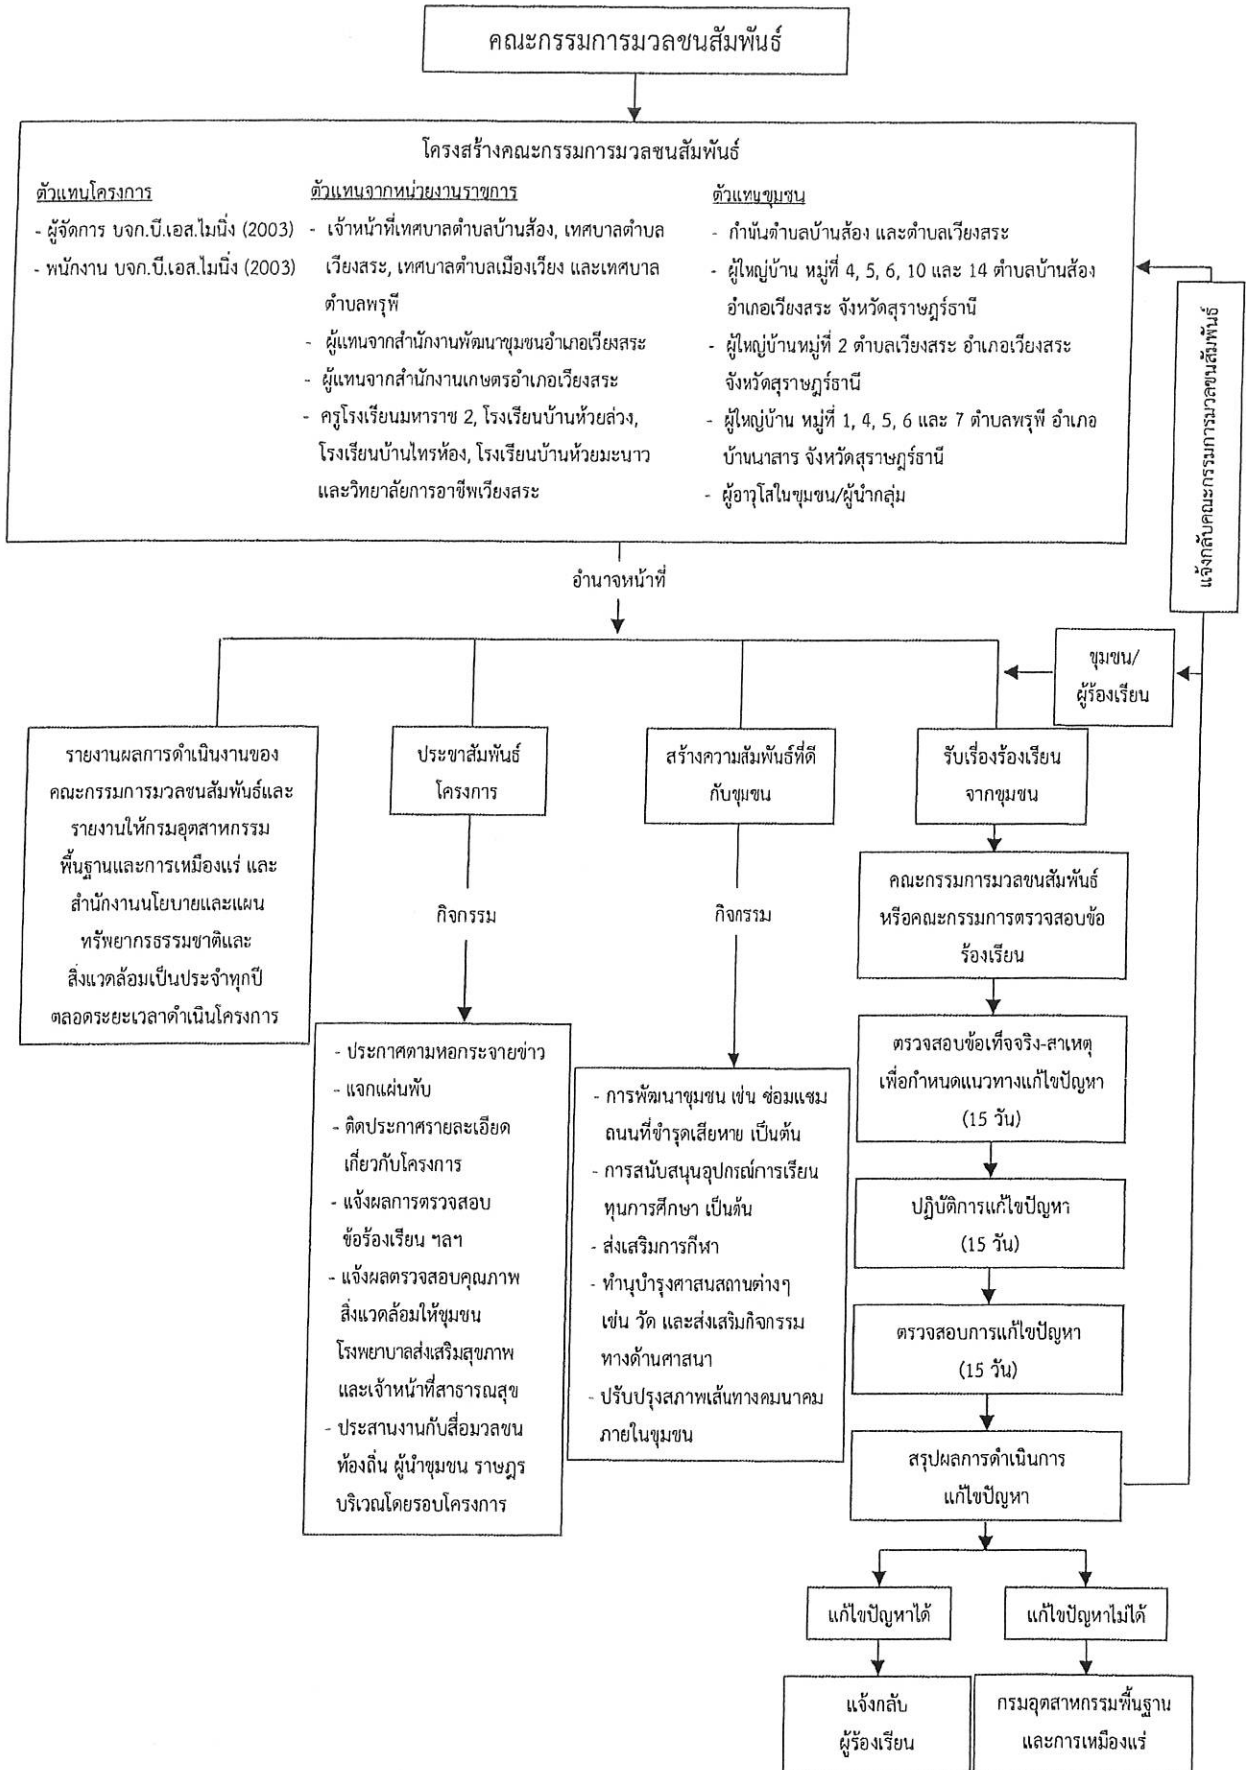 คณะกรรมการมวลชนสัมพันธ์
โครงสร้างคณะกรรมการมวลชนสัมพันธ์
ตัวแทนโครงการ
- ผู้จัดการ บจก.บี.เอส.ไมนิ่ง (2003)
- พนักงาน บจก.บี.เอส.ไมนิ่ง (2003)
ตัวแทนจากหน่วยงานราชการ
- เจ้าหน้าที่เทศบาลตำบลบ้านส้อง, เทศบาลตำบล
เวียงสระ, เทศบาลตำบลเมืองเวียง และเทศบาล
ตำบลพรุพี
- ผู้แทนจากสำนักงานพัฒนาชุมชนอำเภอเวียงสระ
- ผู้แทนจากสำนักงานเกษตรอำเภอเวียงสระ
- ครูโรงเรียนมหาราช 2, โรงเรียนบ้านห้วยล่วง,
โรงเรียนบ้านไทรห้อง, โรงเรียนบ้านห้วยมะนาว
และวิทยาลัยการอาชีพเวียงสระ
ตัวแทนชุมชน
- กำนันตำบลบ้านส้อง และตำบลเวียงสระ
- ผู้ใหญ่บ้าน หมู่ที่ 4, 5, 6, 10 และ 14 ตำบลบ้านส้อง
อำเภอเวียงสระ จังหวัดสุราษฎร์ธานี
- ผู้ใหญ่บ้านหมู่ที่ 2 ตำบลเวียงสระ อำเภอเวียงสระ
จังหวัดสุราษฎร์ธานี
- ผู้ใหญ่บ้าน หมู่ที่ 1, 4, 5, 6 และ 7 ตำบลพรุพี อำเภอ
บ้านนาสาร จังหวัดสุราษฎร์ธานี
- ผู้อาวุโสในชุมชน/ผู้นำกลุ่ม
แจ้งกลับคณะกรรมการมวลชนสัมพันธ์
อำนาจหน้าที่
ชุมชน/
ผู้ร้องเรียน
รายงานผลการดำเนินงานของ
คณะกรรมการมวลชนสัมพันธ์และ
รายงานให้กรมอุตสาหกรรม
พื้นฐานและการเหมืองแร่ และ
สำนักงานนโยบายและแผน
ทรัพยากรธรรมชาติและ
สิ่งแวดล้อมเป็นประจำทุกปี
ตลอดระยะเวลาดำเนินโครงการ
ประชาสัมพันธ์
โครงการ
กิจกรรม
- ประกาศตามหอกระจายข่าว
- แจกแผ่นพับ
- ติดประกาศรายละเอียด
เกี่ยวกับโครงการ
- แจ้งผลการตรวจสอบ
ข้อร้องเรียน ฯลฯ
- แจ้งผลตรวจสอบคุณภาพ
สิ่งแวดล้อมให้ชุมชน
โรงพยาบาลส่งเสริมสุขภาพ
และเจ้าหน้าที่สาธารณสุข
- ประสานงานกับสื่อมวลชน
ท้องถิ่น ผู้นำชุมชน ราษฎร
บริเวณโดยรอบโครงการ
สร้างความสัมพันธ์ที่ดี
กับชุมชน
กิจกรรม
- การพัฒนาชุมชน เช่น ซ่อมแซม
ถนนที่ชำรุดเสียหาย เป็นต้น
- การสนับสนุนอุปกรณ์การเรียน
ทุนการศึกษา เป็นต้น
- ส่งเสริมการกีฬา
- ทำนุบำรุงศาสนสถานต่างๆ
เช่น วัด และส่งเสริมกิจกรรม
ทางด้านศาสนา
- ปรับปรุงสภาพเส้นทางคมนาคม
ภายในชุมชน
รับเรื่องร้องเรียน
จากชุมชน
คณะกรรมการมวลชนสัมพันธ์
หรือคณะกรรมการตรวจสอบข้อ
ร้องเรียน
ตรวจสอบข้อเท็จจริง-สาเหตุ
เพื่อกำหนดแนวทางแก้ไขปัญหา
(15 วัน)
ปฏิบัติการแก้ไขปัญหา
(15 วัน)
ตรวจสอบการแก้ไขปัญหา
(15 วัน)
สรุปผลการดำเนินการ
แก้ไขปัญหา
แก้ไขปัญหาได้
แก้ไขปัญหาไม่ได้
แจ้งกลับ
ผู้ร้องเรียน
กรมอุตสาหกรรมพื้นฐาน
และการเหมืองแร่